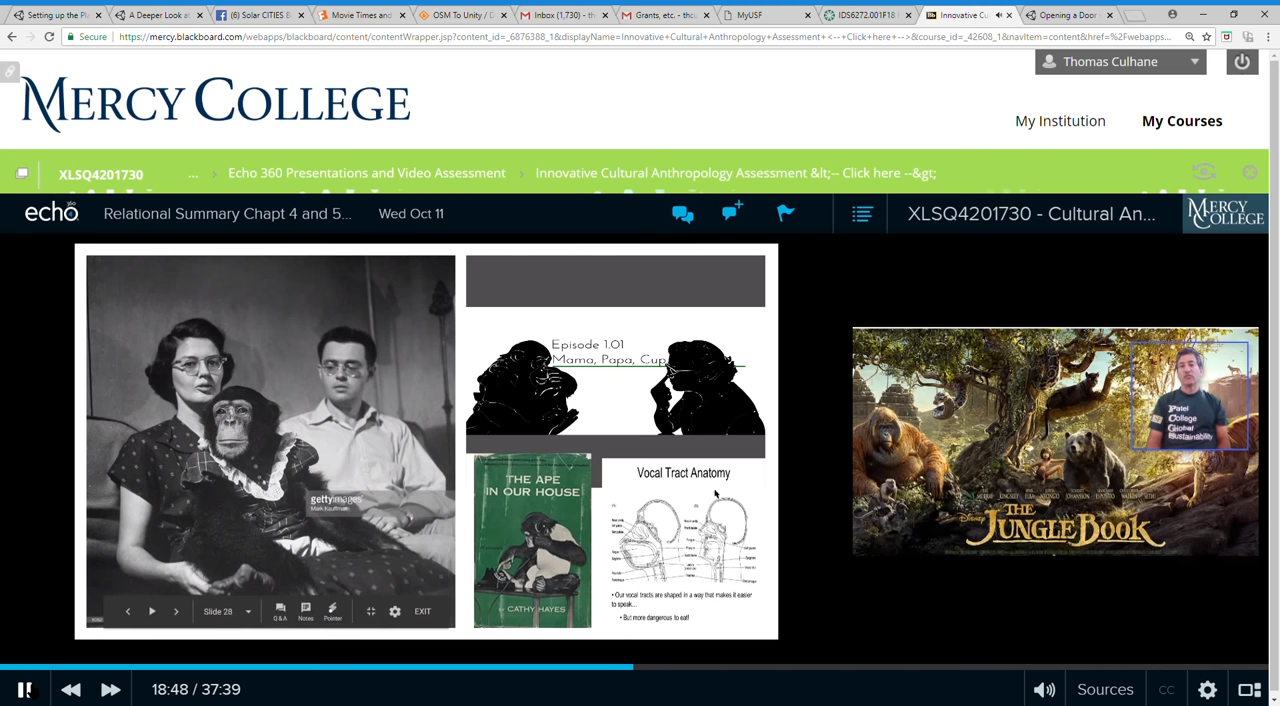 Setting up the Pla
A Deeper Look at
(6) Solar CITIES B
Movie Times and
OSM To Unity / D
Inbox (1,730) - th
Grants, etc. - thcu
MyUSF
IDS6272.001F18
Innovative Cu
Opening a Door
Secure
https://mercy.blackboard.com/webapps/blackboard/content/contentWrapper.jsp?content_id=_6876388_1&displayName=Innovative+Cultural+Anthropology+Assessment+<--+Click+here+-->&course_id=_42608_1&navItem=content&href=%2Fwebapps...
Thomas Culhane
MERCY COLLEGE
My Institution
My Courses
XLSQ4201730
... › Echo 360 Presentations and Video Assessment › Innovative Cultural Anthropology Assessment &lt;-- Click here --&gt;
echo 360
Relational Summary Chapt 4 and 5...
Wed Oct 11
XLSQ4201730 - Cultural An...
MERCY
COLLEGE
gettyimages
Mark Kauffman
Slide 28
Q&A
Notes
Pointer
EXIT
Episode 1.01
Mama, Papa, Cup
THE APE
IN OUR HOUSE
BY CATHY HAYES
Vocal Tract Anatomy
• Our vocal tracts are shaped in a way that makes it easier
to speak...
• But more dangerous to eat!
Patel
College
Global
Sustainability
Disney
THE
JUNGLE BOOK
18:48 / 37:39
Sources
CC